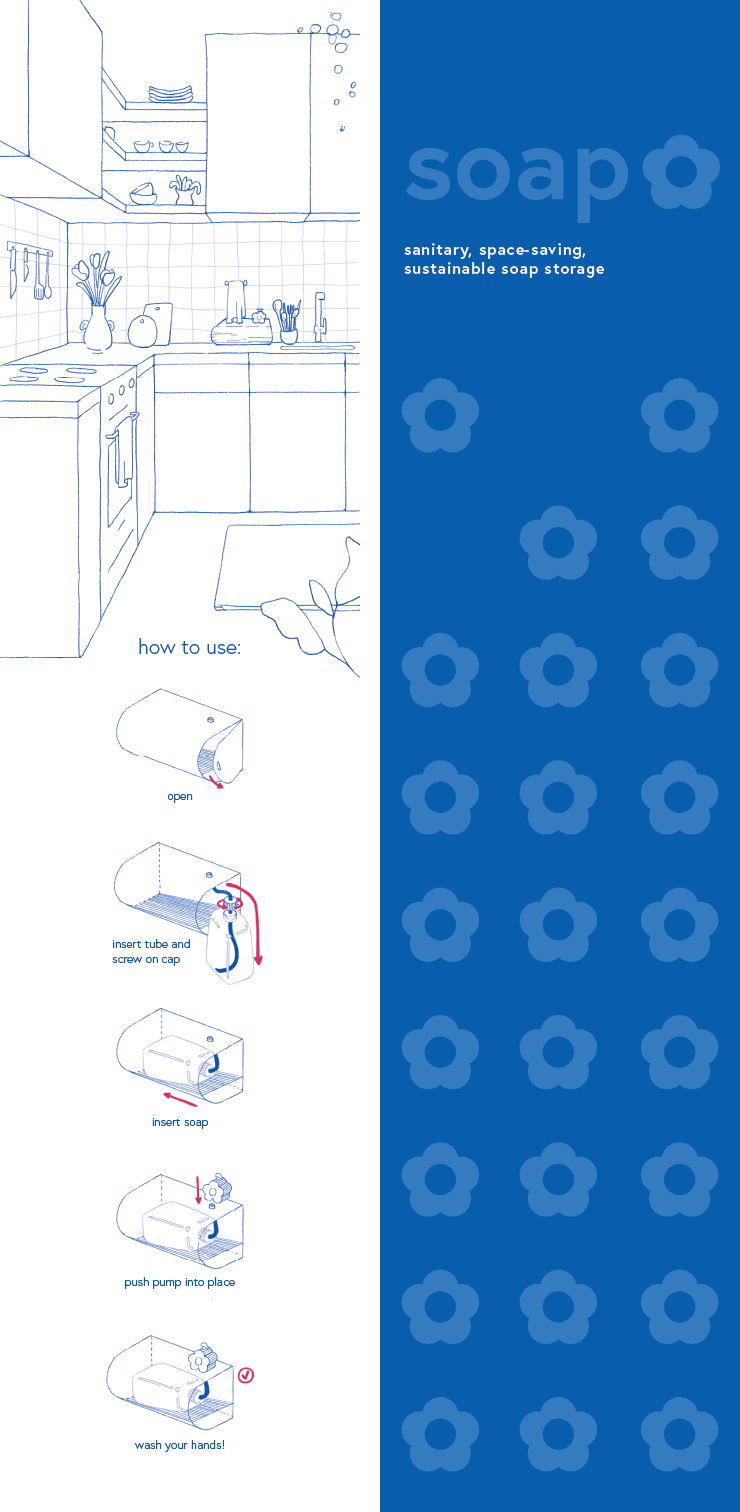 soap
sanitary, space-saving,
sustainable soap storage
how to use:
open
insert tube and
screw on cap
insert soap
push pump into place
wash your hands!